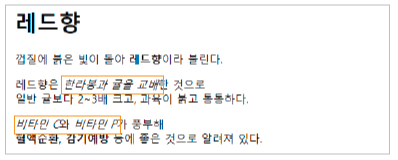 레드향
껍질에 붉은 빛이 돌아 레드향이라 불린다.
레드향은 한라봉과 귤을 교배한 것으로
일반 귤보다 2~3배 크고, 과육이 붉고 통통하다.
비타민 C와 비타민 P가 풍부해
혈액순환, 감기예방 등에 좋은 것으로 알려져 있다.